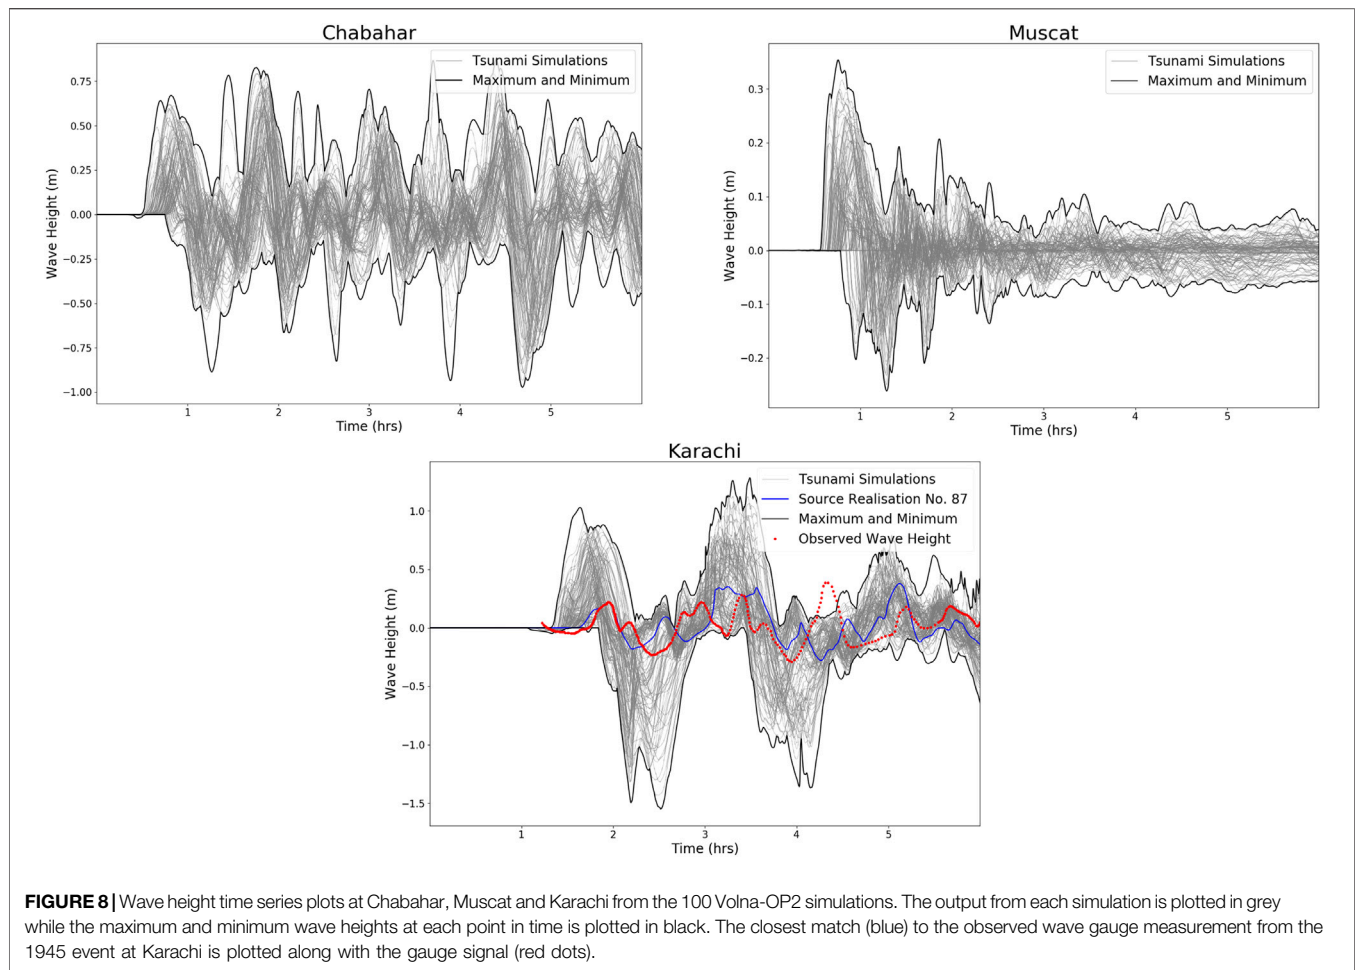 Chabahar
Tsunami Simulations
Maximum and Minimum
Wave Height (m)
0.75
0.50
0.25
0.00
−0.25
−0.50
−0.75
−1.00
1 2 3 4 5
Time (hrs)
Muscat
Tsunami Simulations
Maximum and Minimum
Wave Height (m)
0.3
0.2
0.1
0.0
−0.1
−0.2
1 2 3 4 5
Time (hrs)
Karachi
Tsunami Simulations
Source Realisation No. 87
Maximum and Minimum
Observed Wave Height
Wave Height (m)
1.0
0.5
0.0
−0.5
−1.0
−1.5
1 2 3 4 5
Time (hrs)
FIGURE 8 | Wave height time series plots at Chabahar, Muscat and Karachi from the 100 Volna-OP2 simulations. The output from each simulation is plotted in grey
while the maximum and minimum wave heights at each point in time is plotted in black. The closest match (blue) to the observed wave gauge measurement from the
1945 event at Karachi is plotted along with the gauge signal (red dots).